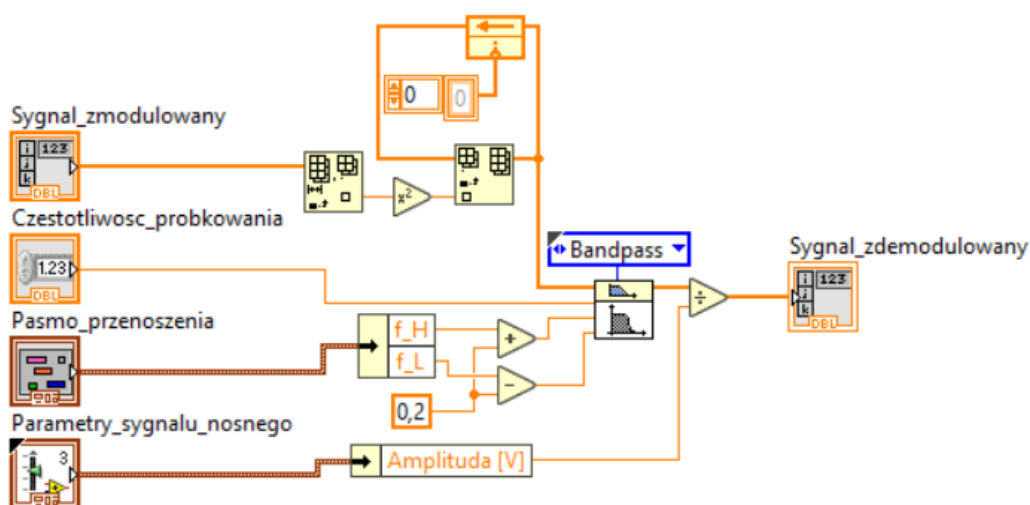 0
0
Sygnal_zmodulowany
i 123
j
k
DBL
x²
Czestotliwosc_probkowania
1.23
DBL
Bandpass
Sygnal_zdemodulowany
i 123
j
k
DBL
÷
Pasmo_przenoszenia
f_H
+
f_L
-
0,2
Parametry_sygnalu_nosnego
3
Amplituda [V]